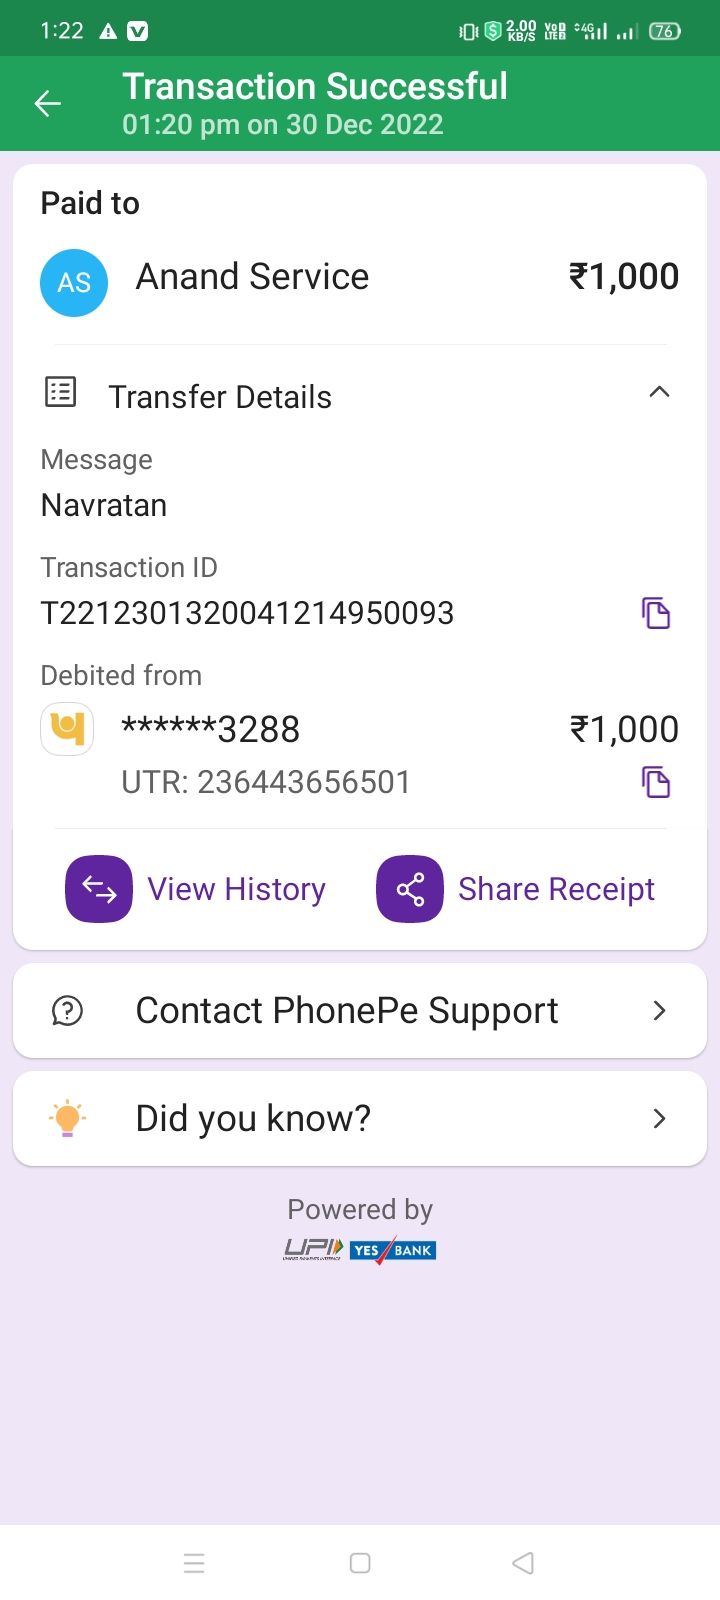 1:22
2.00 KB/S
4G
76
Transaction Successful
01:20 pm on 30 Dec 2022
Paid to
AS
Anand Service
₹1,000
Transfer Details
Message
Navratan
Transaction ID
T2212301320041214950093
Debited from
******3288
₹1,000
UTR: 236443656501
View History
Share Receipt
Contact PhonePe Support
Did you know?
Powered by
UPI
YES BANK